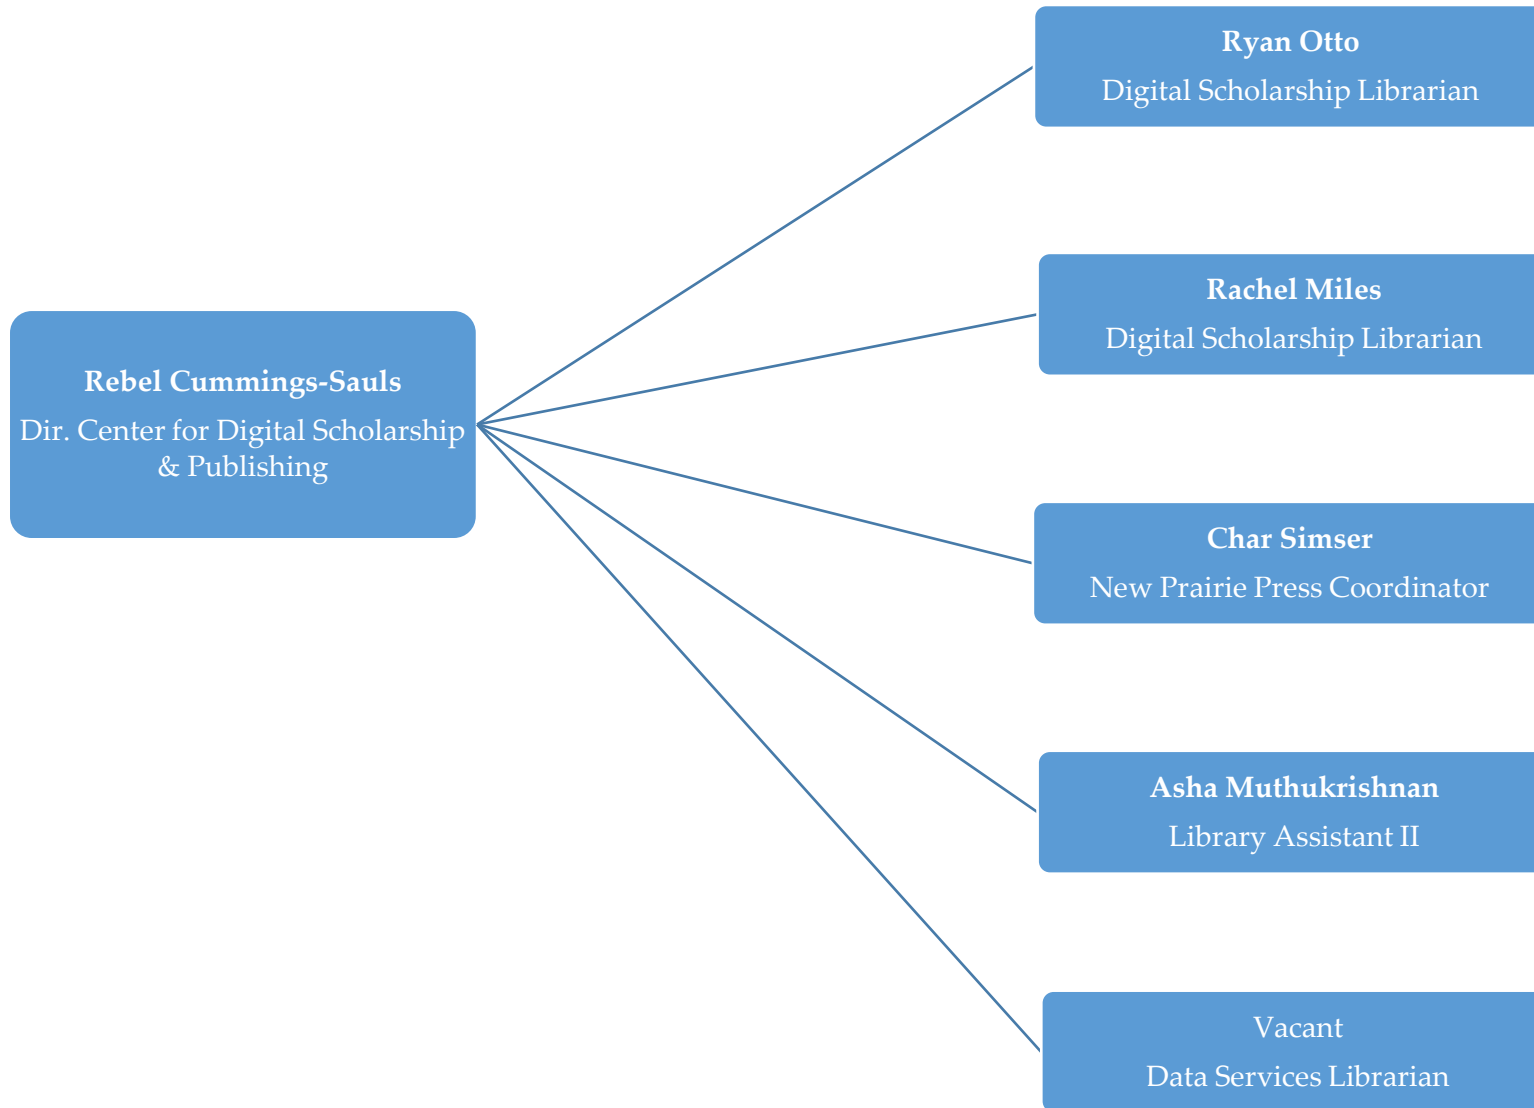 Rebel Cummings-Sauls
Dir. Center for Digital Scholarship
& Publishing
Ryan Otto
Digital Scholarship Librarian
Rachel Miles
Digital Scholarship Librarian
Char Simser
New Prairie Press Coordinator
Asha Muthukrishnan
Library Assistant II
Vacant
Data Services Librarian